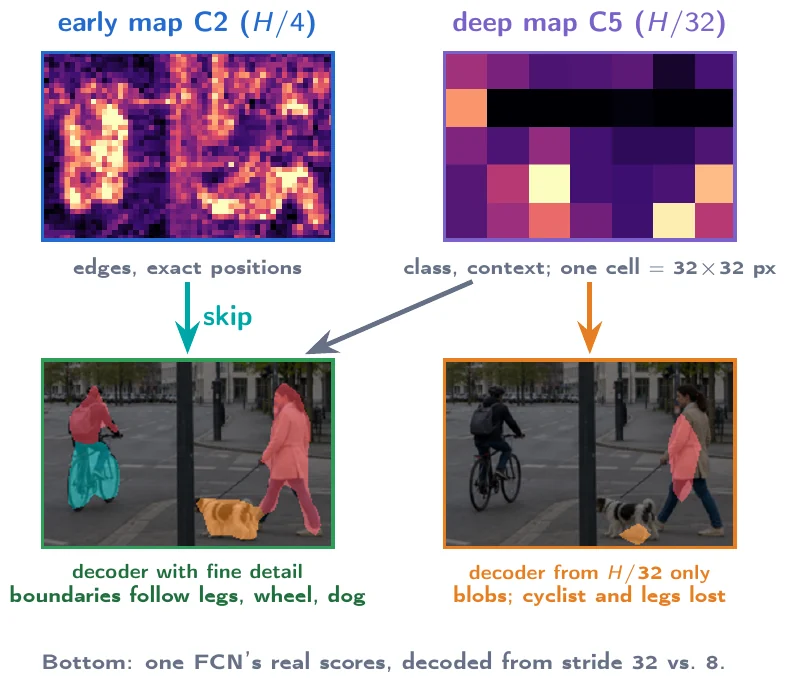 early map C2 (H/4)
deep map C5 (H/32)
edges, exact positions
class, context; one cell = 32×32 px
skip
decoder with fine detail
boundaries follow legs, wheel, dog
decoder from H/32 only
blobs; cyclist and legs lost
Bottom: one FCN's real scores, decoded from stride 32 vs. 8.